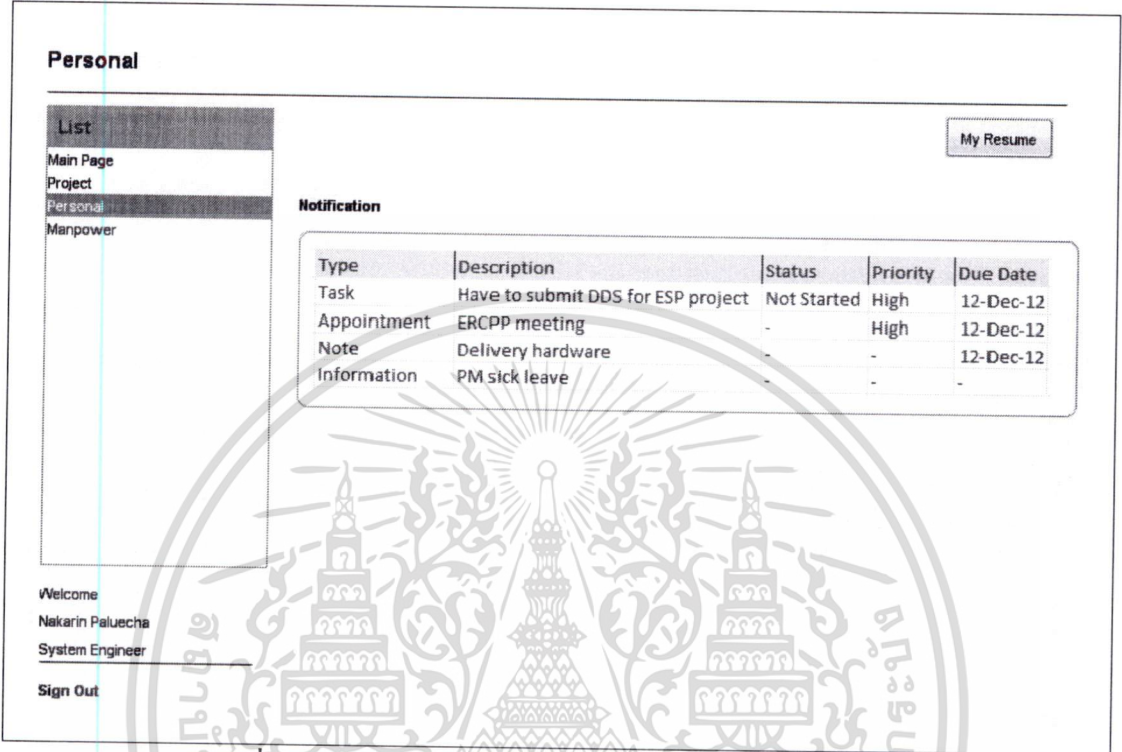 Personal
List
Main Page
Project
Personal
Manpower
My Resume
Notification
Type Description Status Priority Due Date
Task Have to submit DDS for ESP project Not Started High 12-Dec-12
Appointment ERCPP meeting - High 12-Dec-12
Note Delivery hardware - - 12-Dec-12
Information PM sick leave - - -
Welcome
Nakarin Paluecha
System Engineer
Sign Out